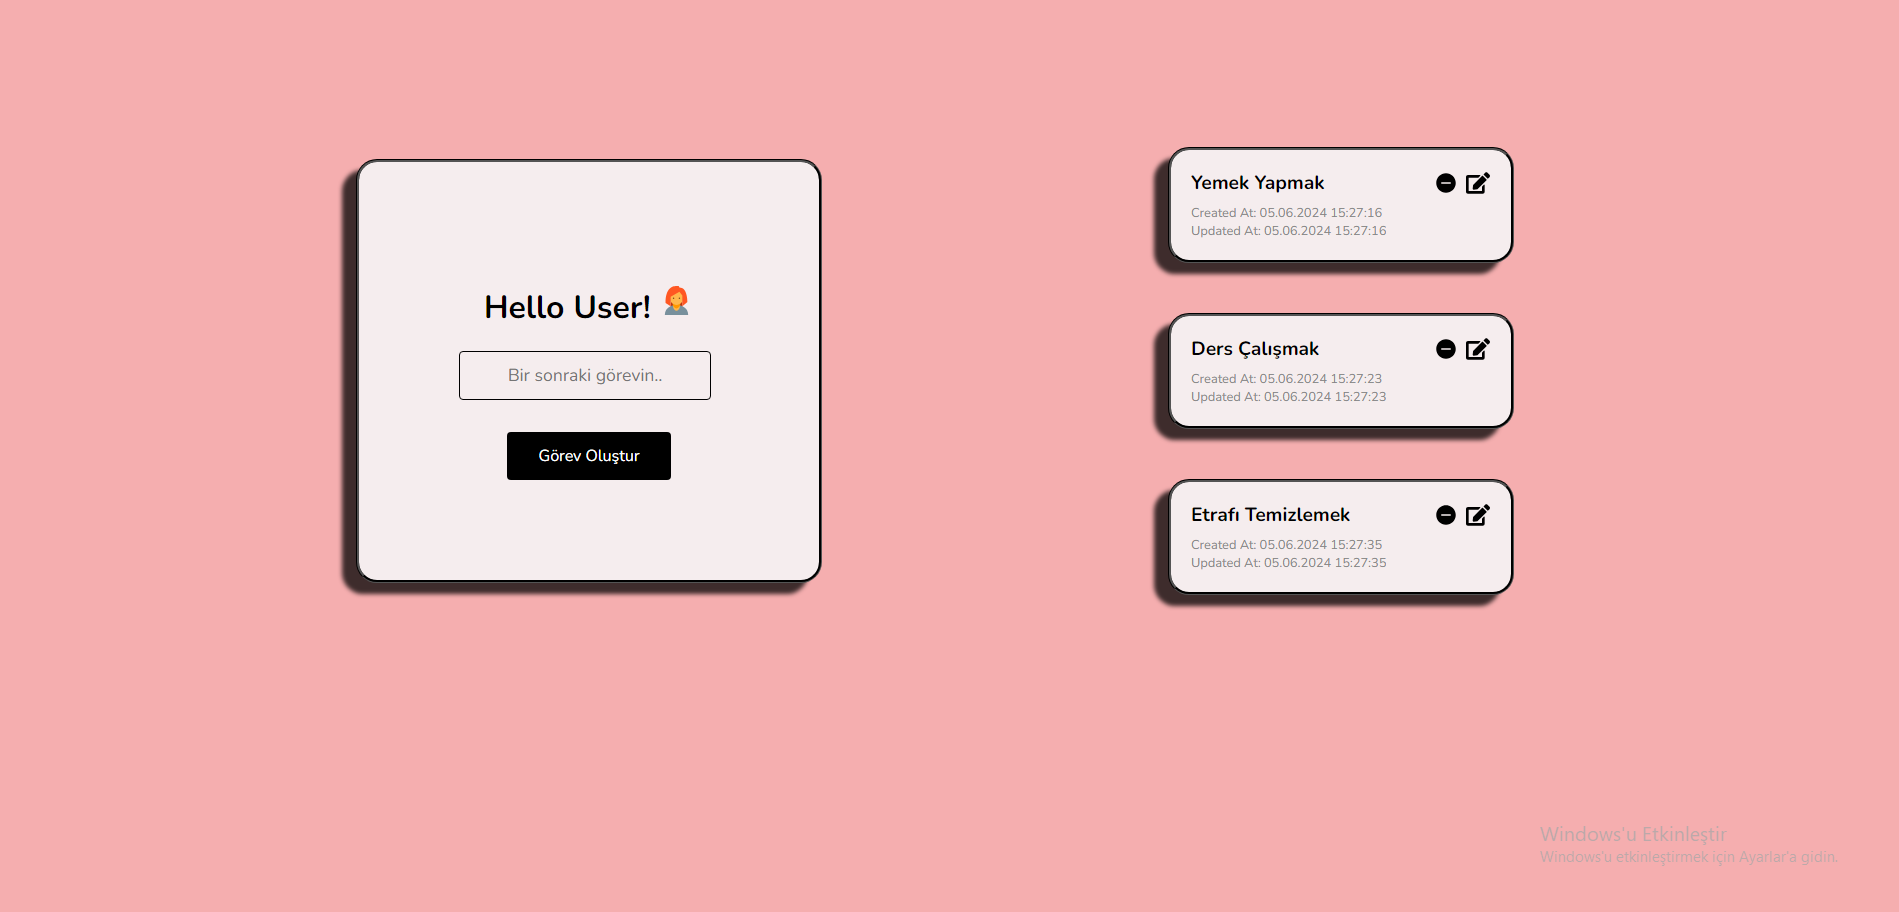 Hello User!
Bir sonraki görevin..
Görev Oluştur
Yemek Yapmak
Created At: 05.06.2024 15:27:16
Updated At: 05.06.2024 15:27:16
Ders Çalışmak
Created At: 05.06.2024 15:27:23
Updated At: 05.06.2024 15:27:23
Etrafı Temizlemek
Created At: 05.06.2024 15:27:35
Updated At: 05.06.2024 15:27:35
Windows'u Etkinleştir
Windows'u etkinleştirmek için Ayarlar'a gidin.